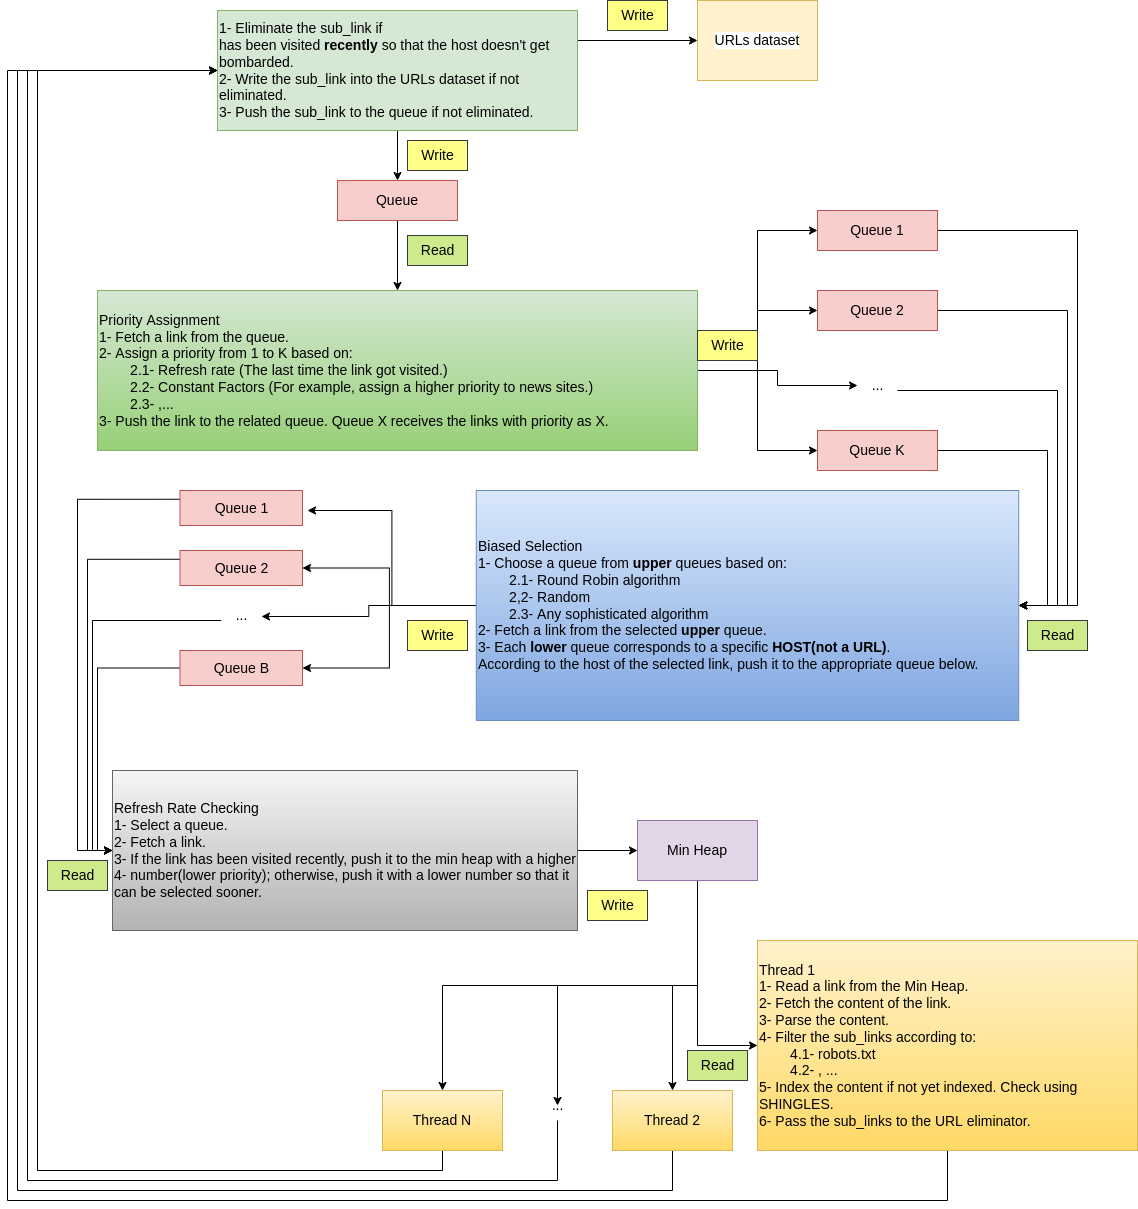 Write
URLs dataset
1- Eliminate the sub_link if
has been visited recently so that the host doesn't get
bombarded.
2- Write the sub_link into the URLs dataset if not
eliminated.
3- Push the sub_link to the queue if not eliminated.
Write
Queue
Read
Queue 1
Queue 2
...
Queue K
Write
Priority Assignment
1- Fetch a link from the queue.
2- Assign a priority from 1 to K based on:
2.1- Refresh rate (The last time the link got visited.)
2.2- Constant Factors (For example, assign a higher priority to news sites.)
2.3- ,...
3- Push the link to the related queue. Queue X receives the links with priority as X.
Queue 1
Queue 2
...
Queue B
Write
Biased Selection
1- Choose a queue from upper queues based on:
2.1- Round Robin algorithm
2,2- Random
2.3- Any sophisticated algorithm
2- Fetch a link from the selected upper queue.
3- Each lower queue corresponds to a specific HOST(not a URL).
According to the host of the selected link, push it to the appropriate queue below.
Read
Refresh Rate Checking
1- Select a queue.
2- Fetch a link.
3- If the link has been visited recently, push it to the min heap with a higher
4- number(lower priority); otherwise, push it with a lower number so that it
can be selected sooner.
Read
Write
Min Heap
Thread 1
1- Read a link from the Min Heap.
2- Fetch the content of the link.
3- Parse the content.
4- Filter the sub_links according to:
4.1- robots.txt
4.2- , ...
5- Index the content if not yet indexed. Check using
SHINGLES.
6- Pass the sub_links to the URL eliminator.
Read
Thread N
...
Thread 2